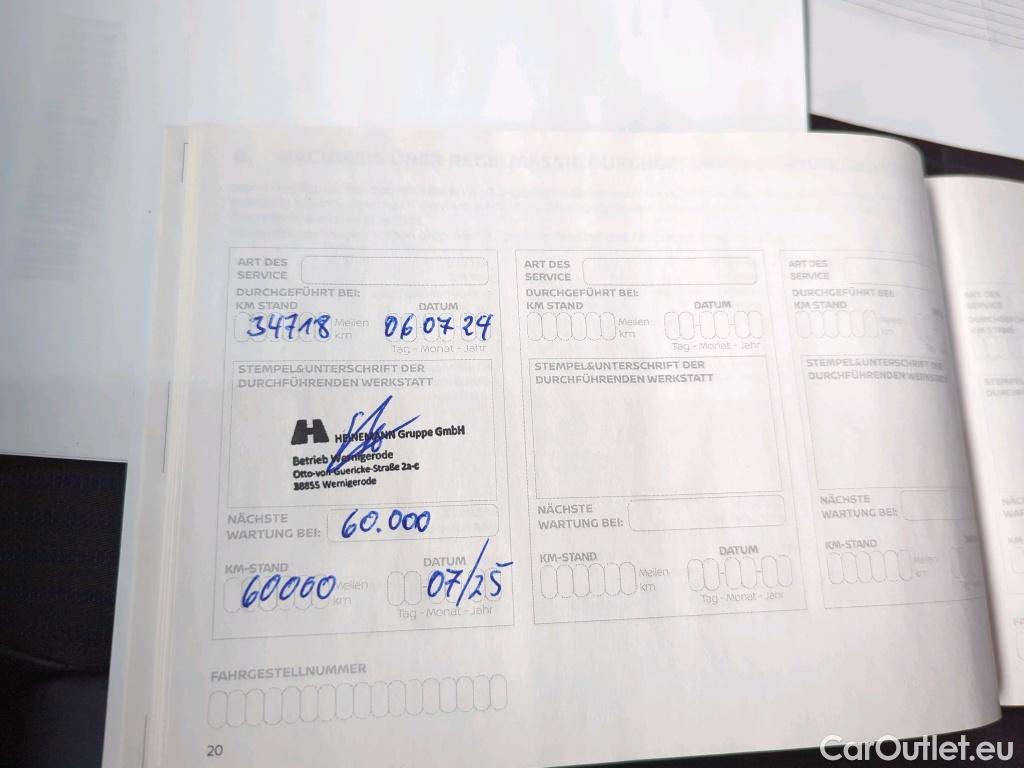 ART DES
SERVICE
DURCHGEFÜHRT BEI:
KM STAND
DATUM
34718 Meilen
km
06 07 24
Tag - Monat - Jahr
STEMPEL&UNTERSCHRIFT DER
DURCHFÜHRENDEN WERKSTATT
HEINEMANN Gruppe GmbH
Betrieb Wernigerode
Otto-von-Guericke-Straße 2a-c
38855 Wernigerode
NÄCHSTE
WARTUNG BEI: 60.000
KM-STAND
DATUM
60000 Meilen
km
07/25
Tag - Monat - Jahr
ART DES
SERVICE
DURCHGEFÜHRT BEI:
KM STAND
DATUM
Meilen
km
Tag - Monat - Jahr
STEMPEL&UNTERSCHRIFT DER
DURCHFÜHRENDEN WERKSTATT
NÄCHSTE
WARTUNG BEI:
KM-STAND
DATUM
Meilen
km
Tag - Monat - Jahr
ART DES
SERVICE
DURCHGEFÜHRT BEI:
KM STAND
STEMPEL&UNTERSCHRIFT DER
DURCHFÜHRENDEN WERKSTATT
NÄCHSTE
WARTUNG BEI:
KM-STAND
FAHRGESTELLNUMMER
20
CarOutlet.eu